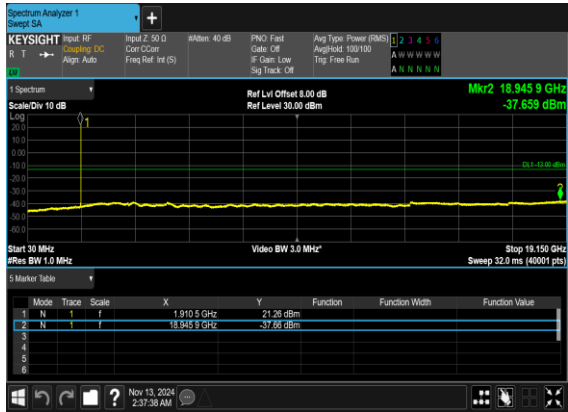 Spectrum Analyzer 1
Swept SA
+
KEYSIGHT Input: RF Input Z: 50 Ω #Atten: 40 dB PNO: Fast Avg Type: Power (RMS) 1 2 3 4 5 6
R T Coupling: DC Corr CCorr Gate: Off Avg|Hold: 100/100 A W W W W W
Align: Auto Freq Ref: Int (S) IF Gain: Low Trig: Free Run
Sig Track: Off A N N N N N
1 Spectrum Ref Lvl Offset 8.00 dB Mkr2 18.945 9 GHz
Scale/Div 10 dB Ref Level 30.00 dBm -37.659 dBm
Log
20.0
10.0
0.00
-10.0
-20.0
-30.0
-40.0
-50.0
-60.0
1
DL1 -13.00 dBm
2
Start 30 MHz Video BW 3.0 MHz* Stop 19.150 GHz
#Res BW 1.0 MHz Sweep 32.0 ms (40001 pts)
5 Marker Table
Mode Trace Scale X Y Function Function Width Function Value
1 N 1 f 1.910 5 GHz 21.26 dBm
2 N 1 f 18.945 9 GHz -37.66 dBm
3
4
5
6
? Nov 13, 2024
2:37:38 AM